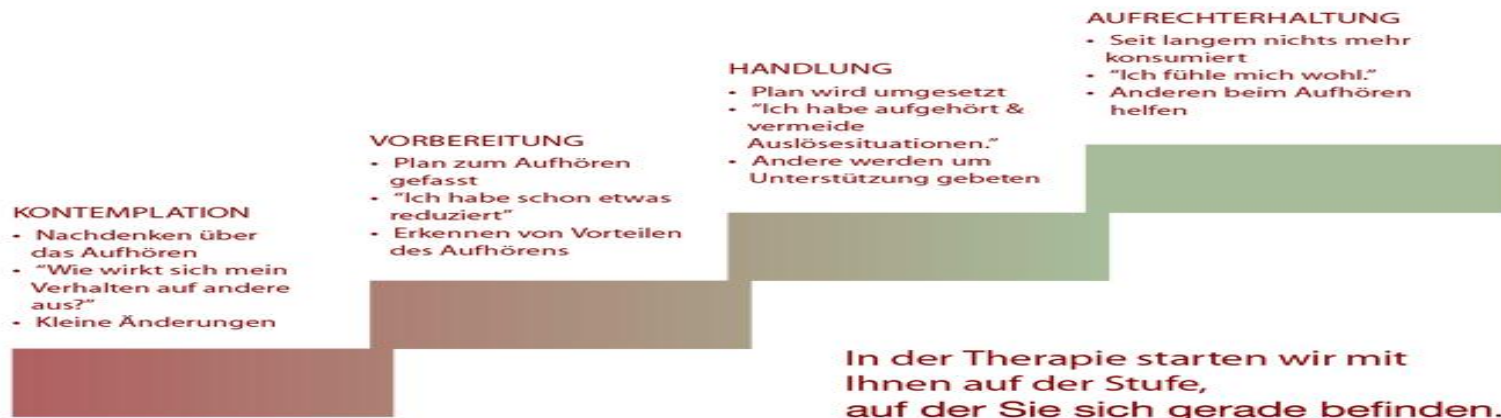 KONTEMPLATION
• Nachdenken über
das Aufhören
• "Wie wirkt sich mein
Verhalten auf andere
aus?"
• Kleine Änderungen
VORBEREITUNG
• Plan zum Aufhören
gefasst
• "Ich habe schon etwas
reduziert"
• Erkennen von Vorteilen
des Aufhörens
HANDLUNG
• Plan wird umgesetzt
• "Ich habe aufgehört &
vermeide
Auslösesituationen."
• Andere werden um
Unterstützung gebeten
AUFRECHTERHALTUNG
• Seit langem nichts mehr
konsumiert
• "Ich fühle mich wohl."
• Anderen beim Aufhören
helfen
In der Therapie starten wir mit
Ihnen auf der Stufe,
auf der Sie sich gerade befinden.